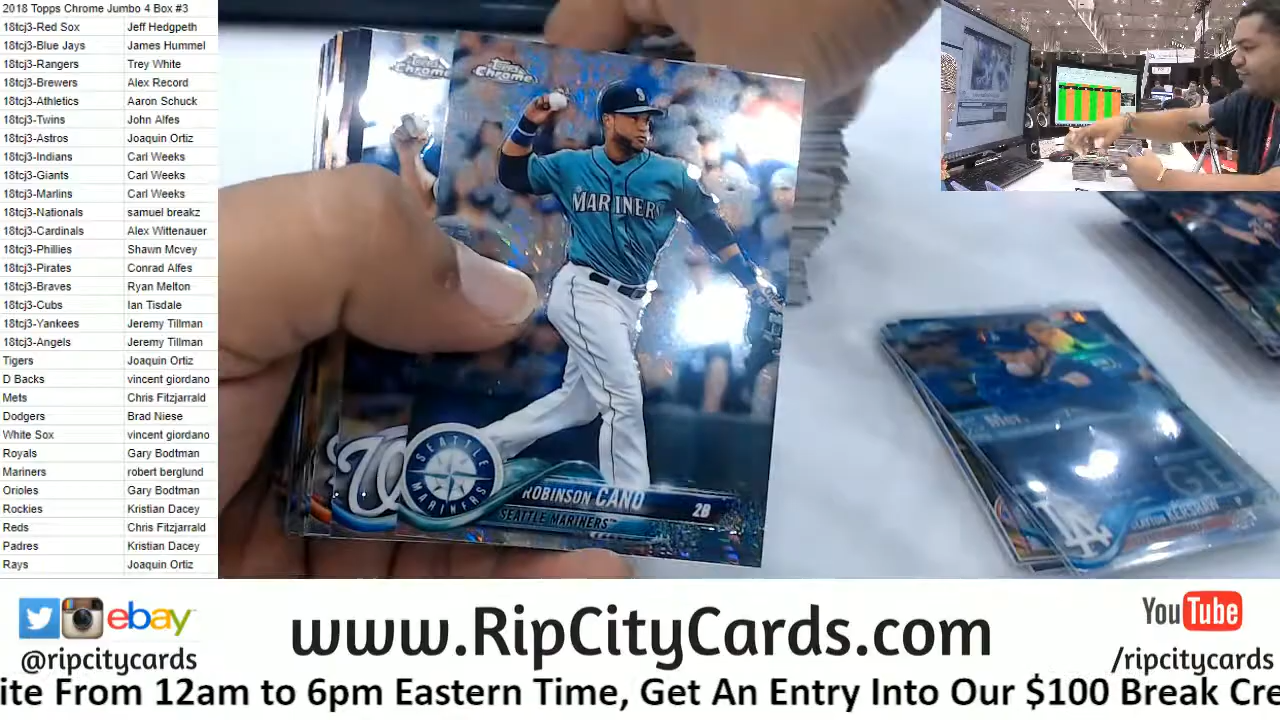 2018 Topps Chrome Jumbo 4 Box #3
18tcj3-Red Sox Jeff Hedgpeth
18tcj3-Blue Jays James Hummel
18tcj3-Rangers Trey White
18tcj3-Brewers Alex Record
18tcj3-Athletics Aaron Schuck
18tcj3-Twins John Alfes
18tcj3-Astros Joaquin Ortiz
18tcj3-Indians Carl Weeks
18tcj3-Giants Carl Weeks
18tcj3-Marlins Carl Weeks
18tcj3-Nationals samuel breakz
18tcj3-Cardinals Alex Wittenauer
18tcj3-Phillies Shawn Mcvey
18tcj3-Pirates Conrad Alfes
18tcj3-Braves Ryan Melton
18tcj3-Cubs Ian Tisdale
18tcj3-Yankees Jeremy Tillman
18tcj3-Angels Jeremy Tillman
Tigers Joaquin Ortiz
D Backs vincent giordano
Mets Chris Fitzjarrald
Dodgers Brad Niese
White Sox vincent giordano
Royals Gary Bodtman
Mariners robert berglund
Orioles Gary Bodtman
Rockies Kristian Dacey
Reds Chris Fitzjarrald
Padres Kristian Dacey
Rays Joaquin Ortiz
Topps Chrome
Topps Chrome
S
MARINERS
SEATTLE MARINERS
ROBINSON CANO
2B
SEATTLE MARINERS™
W
LA
GE
CLAYTON KERSHAW
ebay
@ripcitycards
www.RipCityCards.com
YouTube
/ripcitycards
ite From 12am to 6pm Eastern Time, Get An Entry Into Our $100 Break Cre